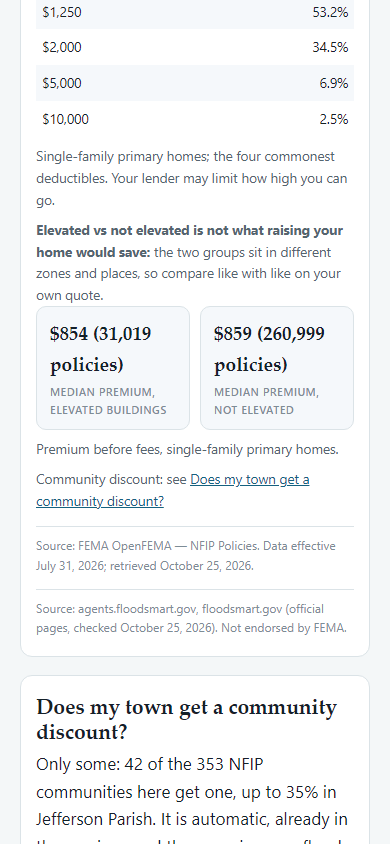 $1,250 53.2%
$2,000 34.5%
$5,000 6.9%
$10,000 2.5%
Single-family primary homes; the four commonest
deductibles. Your lender may limit how high you can
go.
Elevated vs not elevated is not what raising your
home would save: the two groups sit in different
zones and places, so compare like with like on your
own quote.
$854 (31,019
policies)
MEDIAN PREMIUM,
ELEVATED BUILDINGS
$859 (260,999
policies)
MEDIAN PREMIUM,
NOT ELEVATED
Premium before fees, single-family primary homes.
Community discount: see Does my town get a
community discount?
Source: FEMA OpenFEMA — NFIP Policies. Data effective
July 31, 2026; retrieved October 25, 2026.
Source: agents.floodsmart.gov, floodsmart.gov (official
pages, checked October 25, 2026). Not endorsed by FEMA.
Does my town get a community
discount?
Only some: 42 of the 353 NFIP
communities here get one, up to 35% in
Jefferson Parish. It is automatic, already in